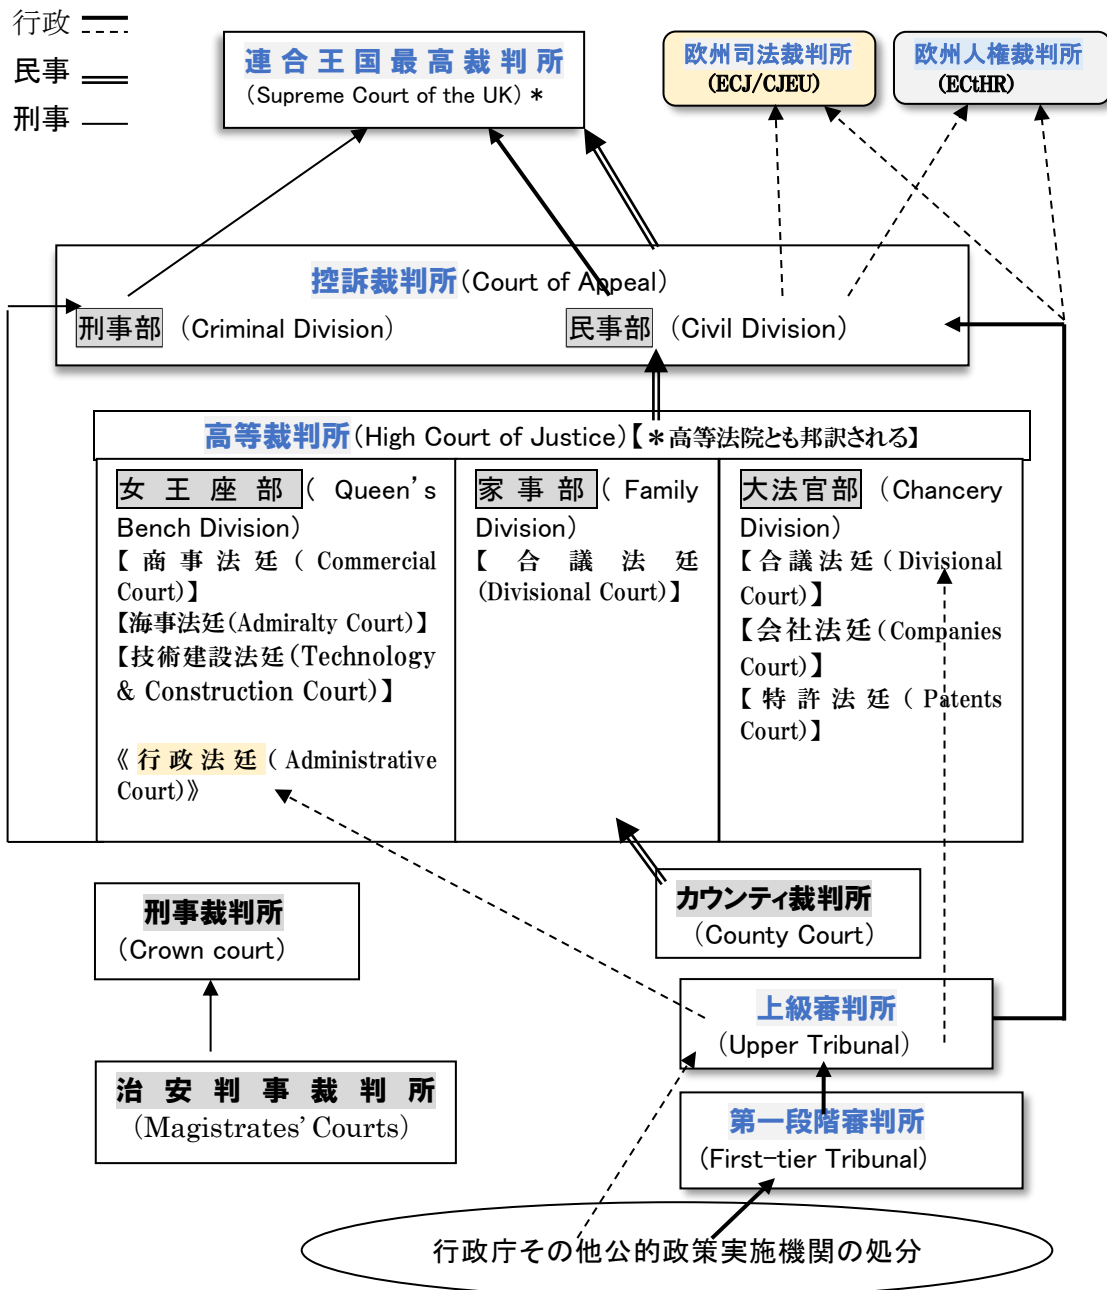 行政
民事
刑事
連合王国最高裁判所
(Supreme Court of the UK) *
欧州司法裁判所
(ECJ/CJEU)
欧州人権裁判所
(ECtHR)
控訴裁判所(Court of Appeal)
刑事部 (Criminal Division)
民事部 (Civil Division)
高等裁判所(High Court of Justice)【*高等法院とも邦訳される】
女王座部 (Queen's
Bench Division)
【商事法廷(Commercial
Court)】
【海事法廷(Admiralty Court)】
【技術建設法廷(Technology
& Construction Court)】
《行政法廷(Administrative
Court)》
家事部 (Family
Division)
【合議法廷
(Divisional Court)】
大法官部 (Chancery
Division)
【合議法廷(Divisional
Court)】
【会社法廷(Companies
Court)】
【特許法廷(Patents
Court)】
刑事裁判所
(Crown court)
カウンティ裁判所
(County Court)
治安判事裁判所
(Magistrates' Courts)
上級審判所
(Upper Tribunal)
第一段階審判所
(First-tier Tribunal)
行政庁その他公的政策実施機関の処分